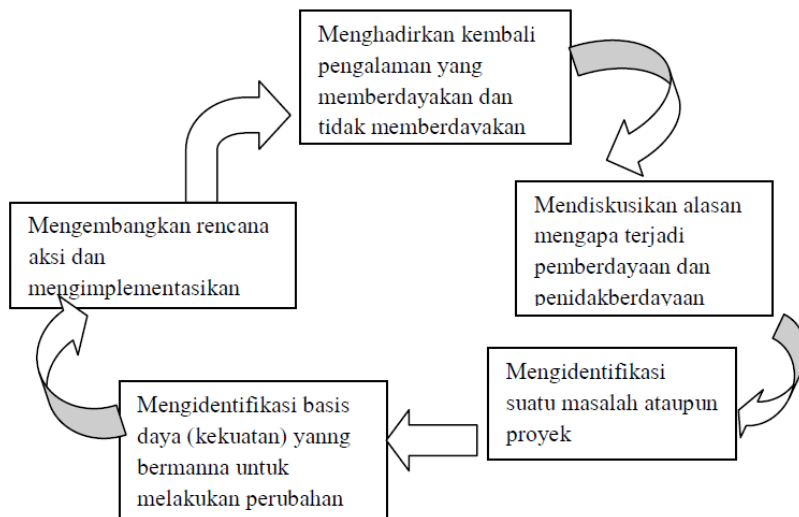 Menghadirkan kembali
pengalaman yang
memberdayakan dan
tidak memberdayakan
Mendiskusikan alasan
mengapa terjadi
pemberdayaan dan
penidakberdayaan
Mengidentifikasi
suatu masalah ataupun
proyek
Mengidentifikasi basis
daya (kekuatan) yanng
bermanna untuk
melakukan perubahan
Mengembangkan rencana
aksi dan
mengimplementasikan